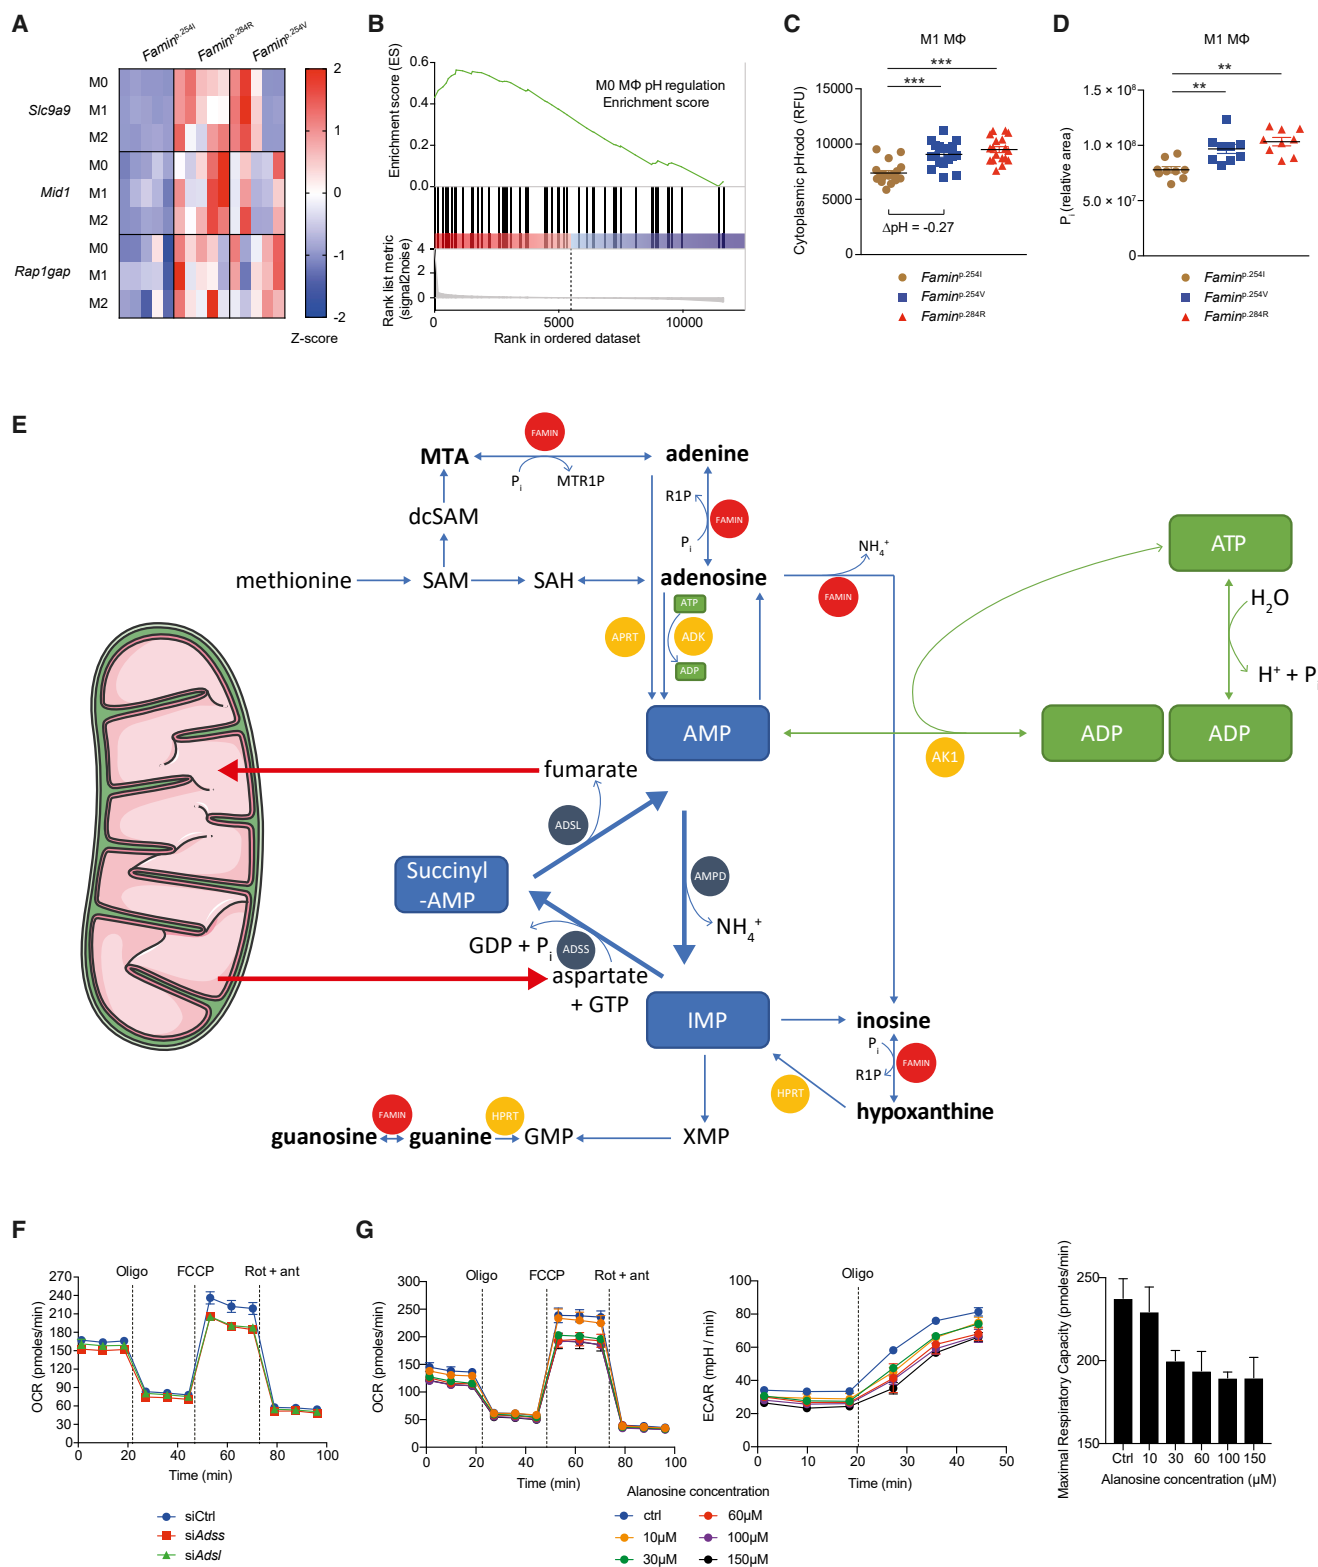 A
Famin p.254I
Famin p.284R
Famin p.254V
Slc9a9
M0
M1
M2
Mid1
M0
M1
M2
Rap1gap
M0
M1
M2
2
1
0
-1
-2
Z-score
B
Enrichment score (ES)
0.6
0.4
0.2
0.0
M0 MΦ pH regulation
Enrichment score
Rank list metric
(signal2noise)
4
2
0
0
5000
10000
Rank in ordered dataset
C
M1 MΦ
***
***
Cytoplasmic pHrodo (RFU)
15000
10000
5000
0
ΔpH = -0.27
Famin p.254I
Famin p.254V
Famin p.284R
D
M1 MΦ
**
**
Pi (relative area)
1.5 × 10⁸
1.0 × 10⁸
5.0 × 10⁷
0
Famin p.254I
Famin p.254V
Famin p.284R
E
FAMIN
MTA
adenine
Pi
MTR1P
R1P
FAMIN
Pi
dcSAM
methionine
SAM
SAH
adenosine
NH₄⁺
FAMIN
ATP
APRT
ADK
ADP
ATP
H₂O
H⁺ + Pi
AMP
ADP
ADP
AK1
fumarate
ADSL
Succinyl
-AMP
AMPD
NH₄⁺
GDP + Pi
ADSS
aspartate
+ GTP
IMP
inosine
Pi
FAMIN
R1P
HPRT
hypoxanthine
FAMIN
HPRT
guanosine
guanine
GMP
XMP
F
Oligo
FCCP
Rot + ant
OCR (pmoles/min)
270
240
210
180
150
120
90
60
30
0
0
20
40
60
80
100
Time (min)
siCtrl
siAdss
siAdsl
G
Oligo
FCCP
Rot + ant
OCR (pmoles/min)
300
250
200
150
100
50
0
0
20
40
60
80
100
Time (min)
Oligo
ECAR (mpH / min)
100
80
60
40
20
0
0
10
20
30
40
50
Time (min)
Alanosine concentration
ctrl
10µM
30µM
60µM
100µM
150µM
Maximal Respiratory Capacity (pmoles/min)
250
200
150
Ctrl
10
30
60
100
150
Alanosine concentration (µM)